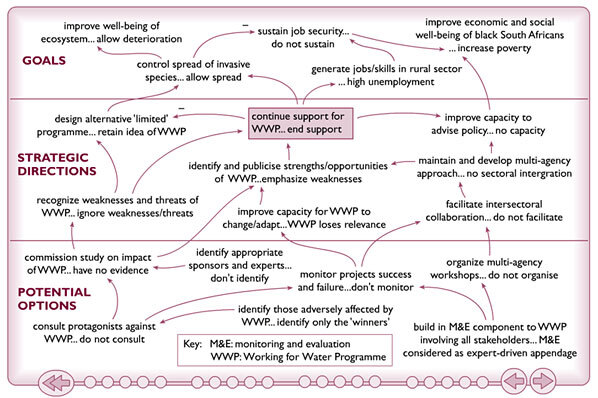 improve well-being of
ecosystem... allow deterioration
–
sustain job security...
do not sustain
improve economic and social
well-being of black South Africans
... increase poverty
GOALS
control spread of invasive
species... allow spread
generate jobs/skills in rural sector
... high unemployment
design alternative 'limited'
programme... retain idea of WWP
–
continue support for
WWP... end support
improve capacity to
advise policy... no capacity
STRATEGIC
DIRECTIONS
identify and publicise strengths/opportunities
of WWP...emphasize weaknesses
maintain and develop multi-agency
approach... no sectoral intergration
recognize weaknesses and threats of
WWP... ignore weaknesses/threats
improve capacity for WWP to
change/adapt... WWP loses relevance
facilitate intersectoral
collaboration... do not facilitate
commission study on impact
of WWP... have no evidence
identify appropriate
sponsors and experts...
don't identify
monitor projects success
and failure...don't monitor
organize multi-agency
workshops... do not organise
POTENTIAL
OPTIONS
consult protagonists against
WWP... do not consult
identify those adversely affected by
WWP... identify only the 'winners'
build in M&E component to WWP
involving all stakeholders... M&E
considered as expert-driven appendage
Key: M&E: monitoring and evaluation
WWP: Working for Water Programme